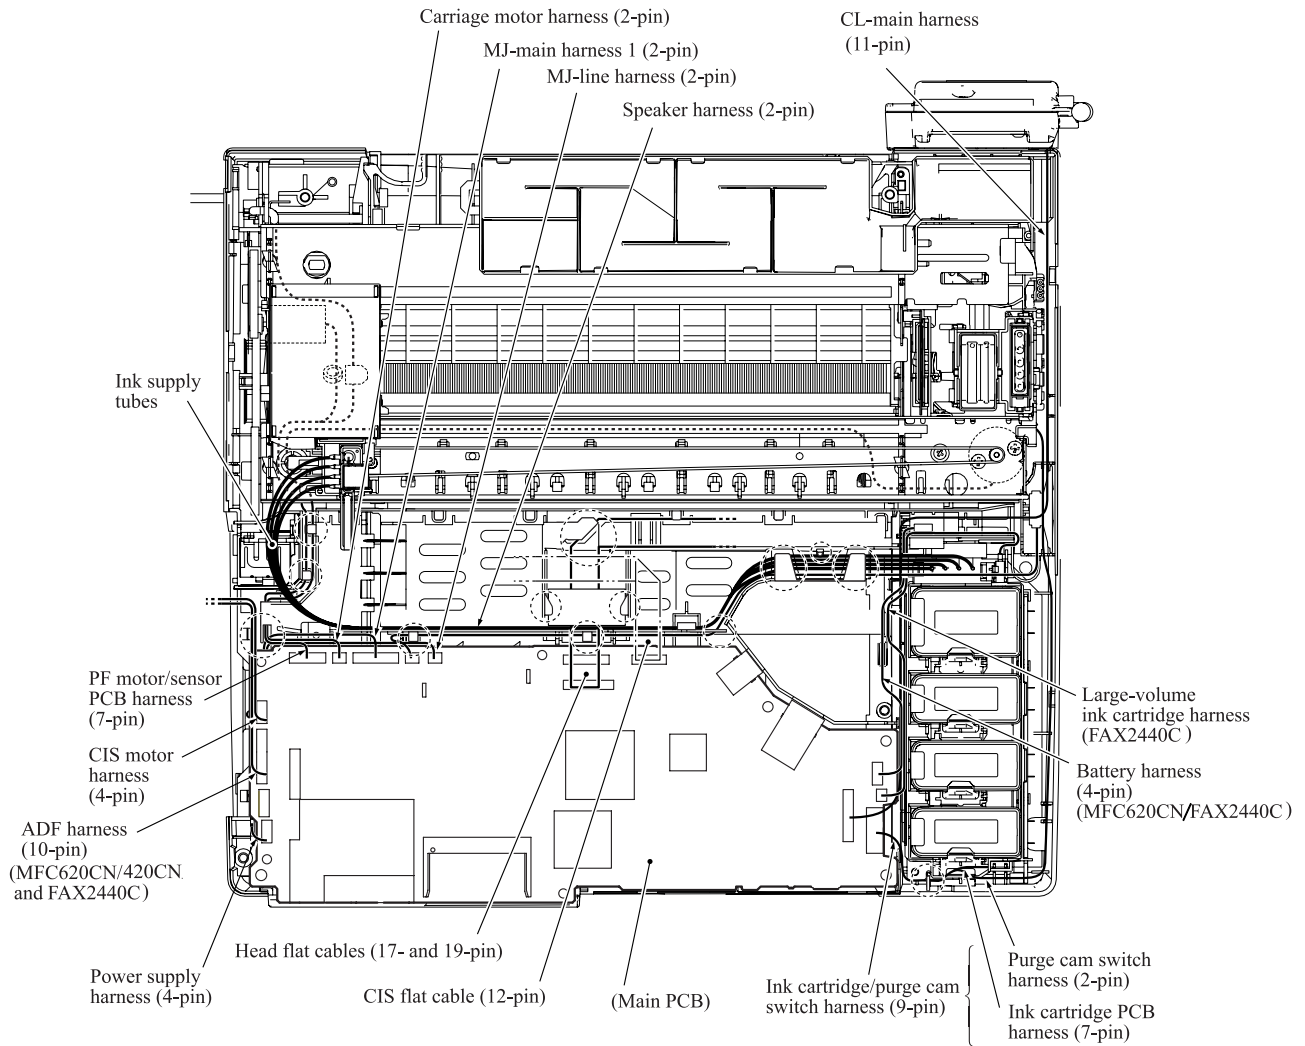 Carriage motor harness (2-pin)
MJ-main harness 1 (2-pin)
MJ-line harness (2-pin)
Speaker harness (2-pin)
CL-main harness
(11-pin)
Ink supply
tubes
PF motor/sensor
PCB harness
(7-pin)
CIS motor
harness
(4-pin)
ADF harness
(10-pin)
(MFC620CN/420CN
and FAX2440C)
Power supply
harness (4-pin)
Head flat cables (17- and 19-pin)
CIS flat cable (12-pin)
(Main PCB)
Large-volume
ink cartridge harness
(FAX2440C)
Battery harness
(4-pin)
(MFC620CN/FAX2440C)
Ink cartridge/purge cam
switch harness (9-pin)
Purge cam switch
harness (2-pin)
Ink cartridge PCB
harness (7-pin)